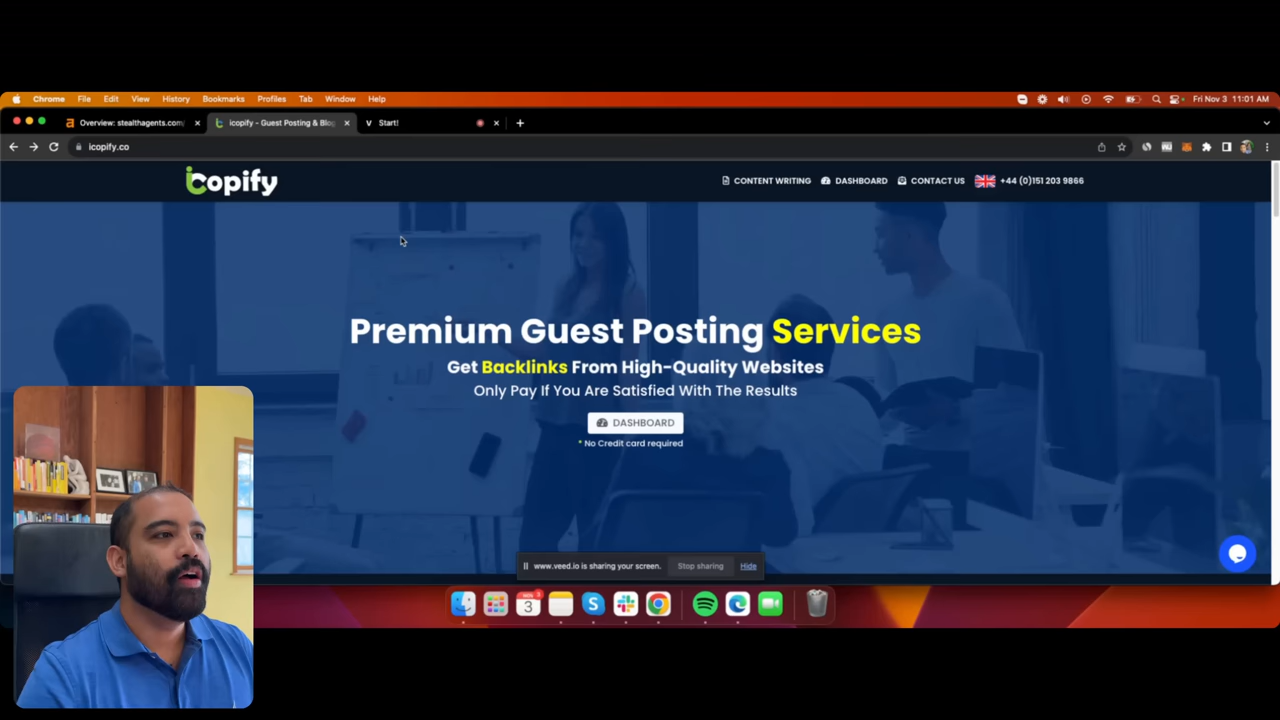 Chrome File Edit View History Bookmarks Profiles Tab Window Help Fri Nov 3 11:01 AM
Overview: stealthagents.com/ icopify - Guest Posting & Blog Start!
icopify.co
icopify CONTENT WRITING DASHBOARD CONTACT US +44 (0)151 203 9866
Premium Guest Posting Services
Get Backlinks From High-Quality Websites
Only Pay If You Are Satisfied With The Results
DASHBOARD
* No Credit card required
www.veed.io is sharing your screen. Stop sharing Hide
3